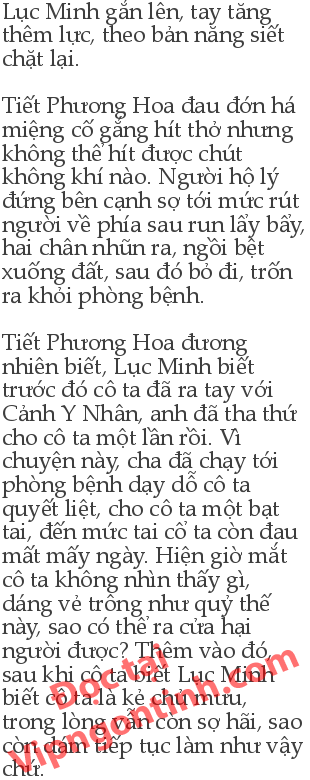 Lục Minh gắn lên, tay tăng
thêm lực, theo bản năng siết
chặt lại.
Tiết Phương Hoa đau đớn há
miệng cố gắng hít thở nhưng
không thể hít được chút
không khí nào. Người hộ lý
đứng bên cạnh sợ tới mức rút
người về phía sau run lẩy bẩy,
hai chân nhũn ra, ngồi bệt
xuống đất, sau đó bỏ đi, trốn
ra khỏi phòng bệnh.
Tiết Phương Hoa đương
nhiên biết, Lục Minh biết
trước đó cô ta đã ra tay với
Cảnh Y Nhân, anh đã tha thứ
cho cô ta một lần rồi. Vì
chuyện này, cha đã chạy tới
phòng bệnh dạy dỗ cô ta
quyết liệt, cho cô ta một bạt
tai, đến mức tai cô ta còn đau
mất mấy ngày. Hiện giờ mắt
cô ta không nhìn thấy gì,
dáng vẻ trông như quỷ thế
này, sao có thể ra cửa hại
người được? Thêm vào đó,
sau khi cô ta biết Lục Minh
biết cô ta là kẻ chủ mưu,
trong lòng vẫn còn sợ hãi, sao
còn dám tiếp tục làm như vậy
chứ.
Đọc tại
Vipngontinh.com